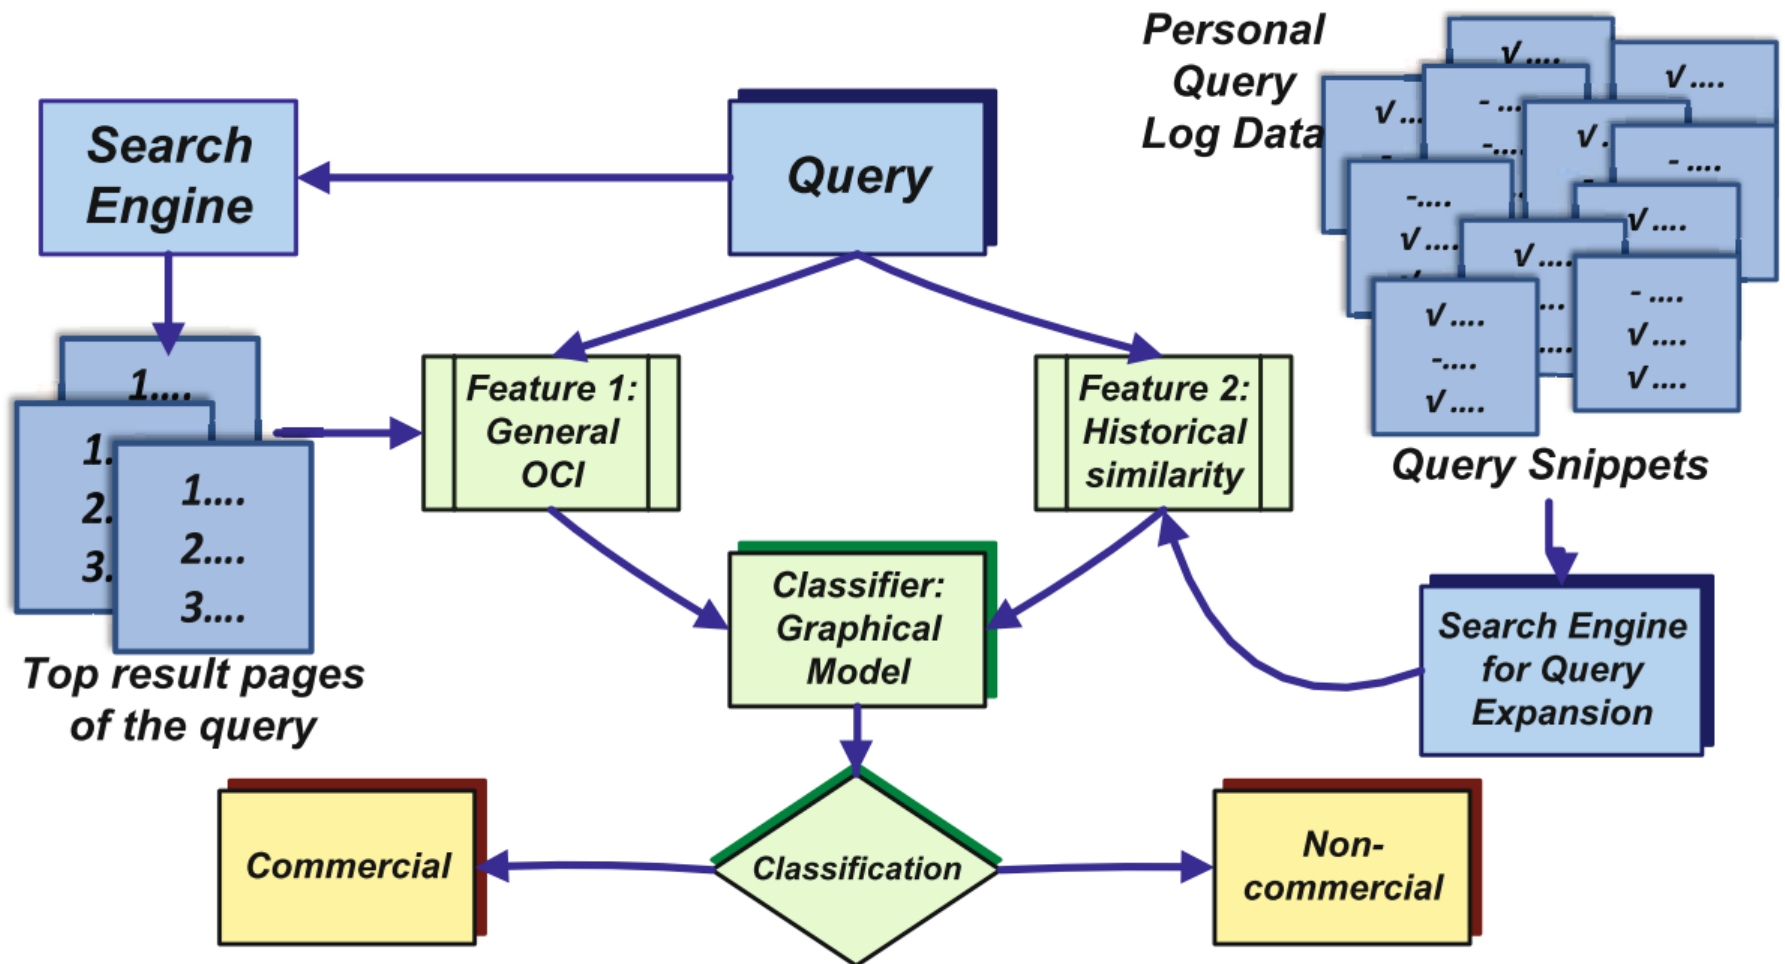 Personal
Query
Log Data
Search
Engine
Query
√ ....
√ ....
√ ...
- ...
-....
√ .
- ....
-....
√ ....
√ ....
√ ....
√ ....
-....
√ ....
- ....
√ ....
√ ....
Query Snippets
1....
1.
2.
3.
1....
2....
3....
Top result pages
of the query
Feature 1:
General
OCI
Feature 2:
Historical
similarity
Classifier:
Graphical
Model
Search Engine
for Query
Expansion
Commercial
Classification
Non-
commercial